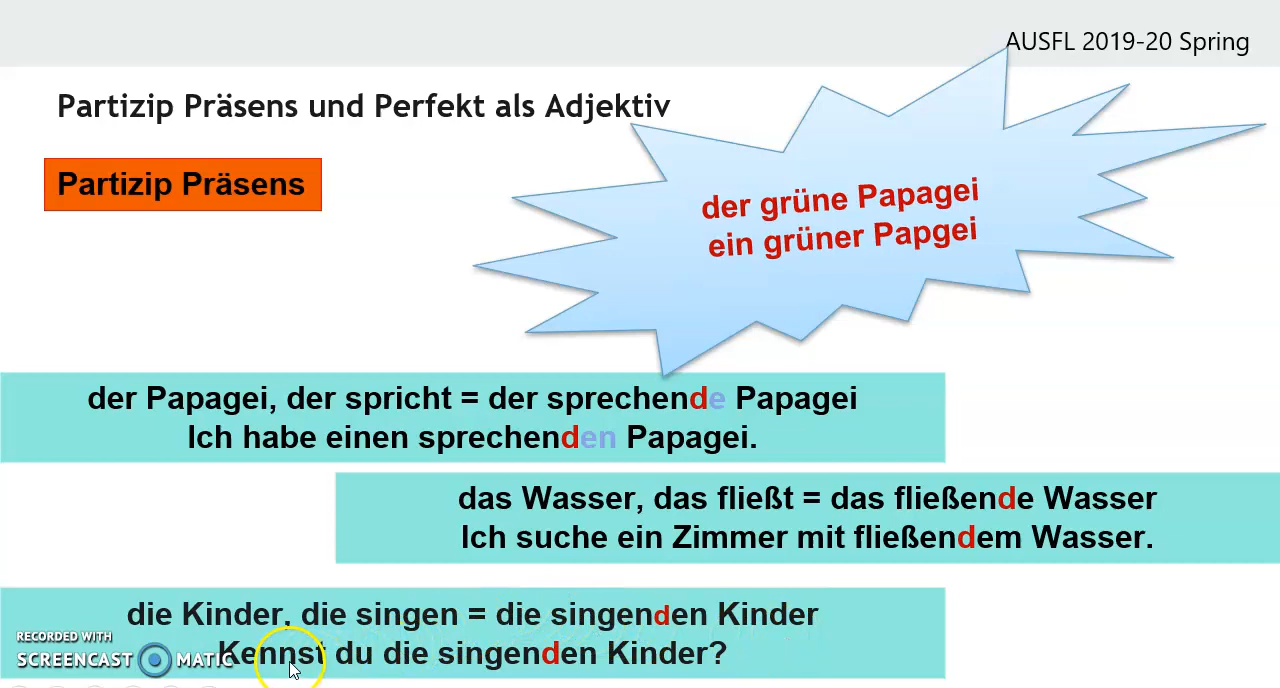 AUSFL 2019-20 Spring
Partizip Präsens und Perfekt als Adjektiv
Partizip Präsens
der grüne Papagei
ein grüner Papgei
der Papagei, der spricht = der sprechende Papagei
Ich habe einen sprechenden Papagei.
das Wasser, das fließt = das fließende Wasser
Ich suche ein Zimmer mit fließendem Wasser.
die Kinder, die singen = die singenden Kinder
Kennst du die singenden Kinder?
RECORDED WITH
SCREENCAST MATIC